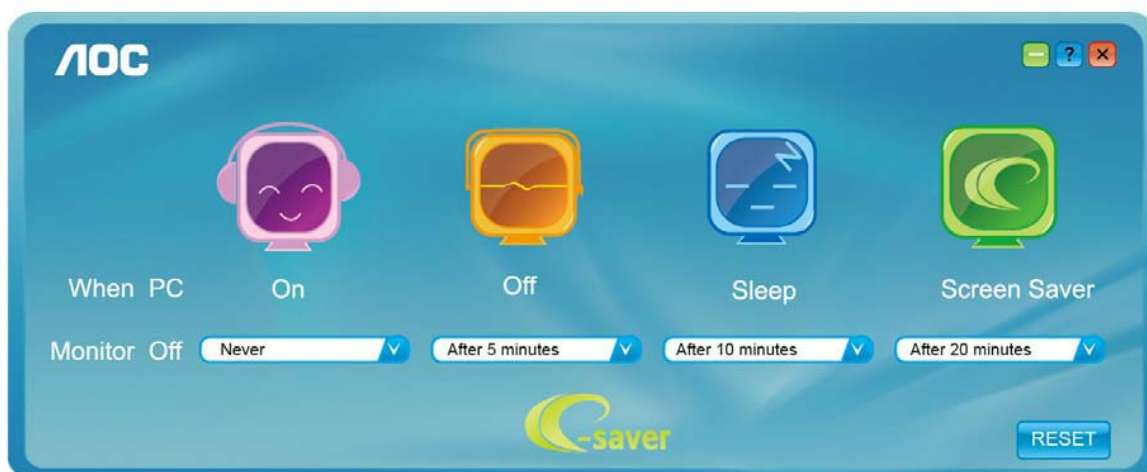 AOC
?
When PC On Off Sleep Screen Saver
Monitor Off Never After 5 minutes After 10 minutes After 20 minutes
e-saver
RESET